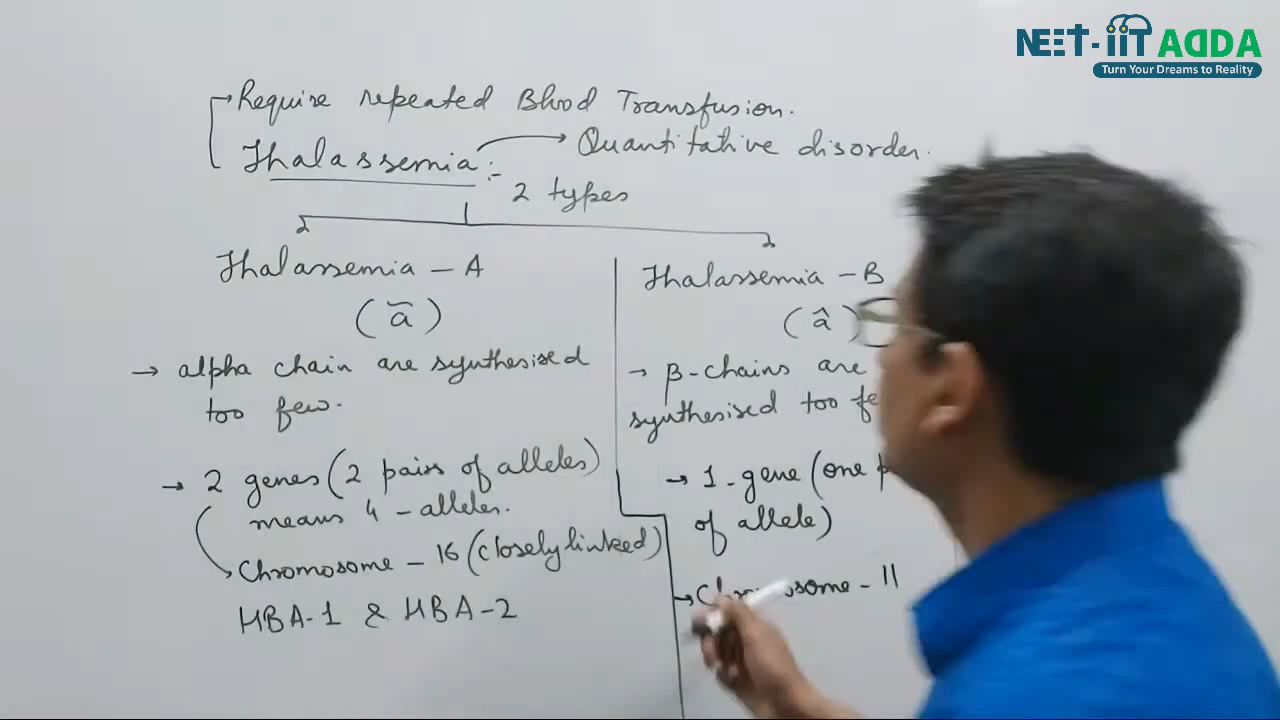 NEET-IIT ADDA
Turn Your Dreams to Reality
Require repeated Blood Transfusion.
Thalassemia :- → Quantitative disorder.
2 types
Thalassemia - A
(a)
→ alpha chain are synthesised
too few.
→ 2 genes (2 pairs of alleles)
means 4 - alleles.
Chromosome - 16 (closely linked)
HBA-1 & HBA-2
Thalassemia - B
(â)
→ β-chains are
synthesised too
→ 1-gene (one
of allele)
→ Chromosome - 11